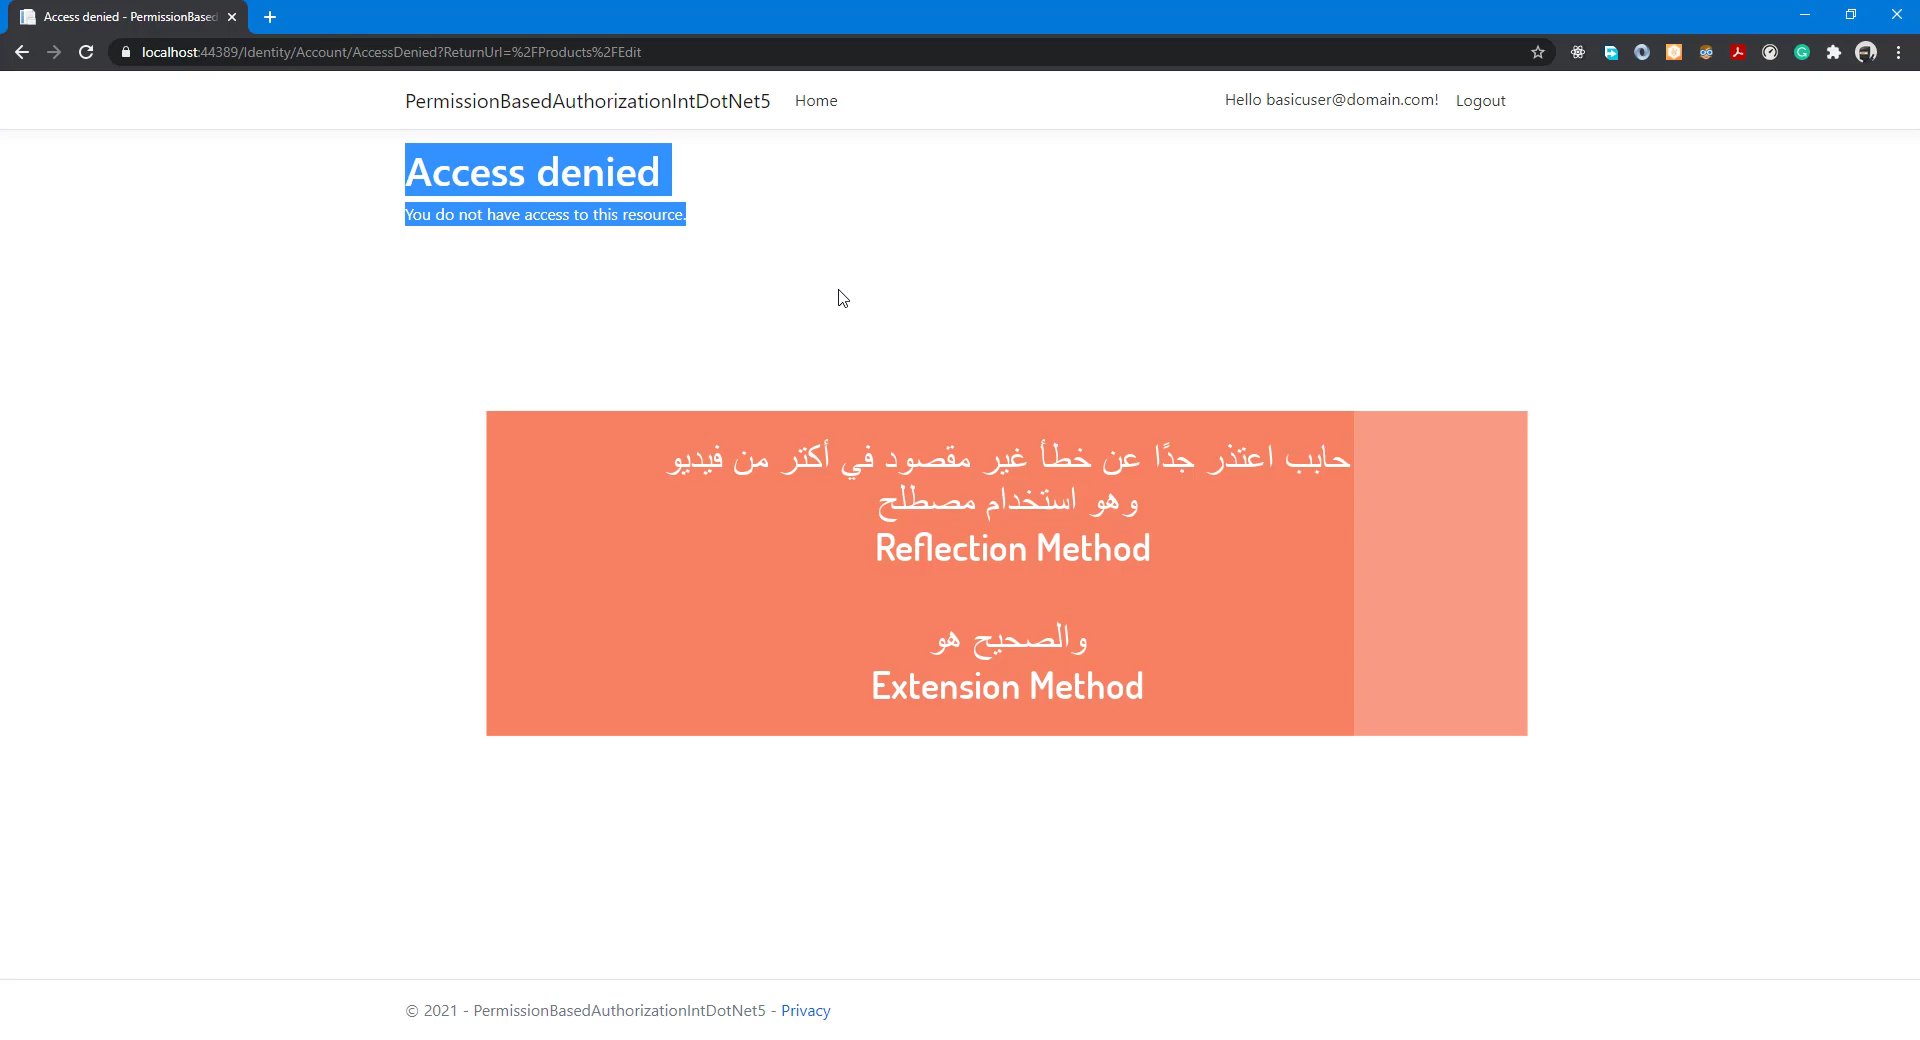 Access denied - PermissionBased
localhost:44389/Identity/Account/AccessDenied?ReturnUrl=%2FProducts%2FEdit
PermissionBasedAuthorizationIntDotNet5 Home Hello basicuser@domain.com! Logout
Access denied
You do not have access to this resource.
حابب اعتذر جدًا عن خطأ غير مقصود في أكتر من فيديو
وهو استخدام مصطلح
Reflection Method
والصحيح هو
Extension Method
© 2021 - PermissionBasedAuthorizationIntDotNet5 - Privacy